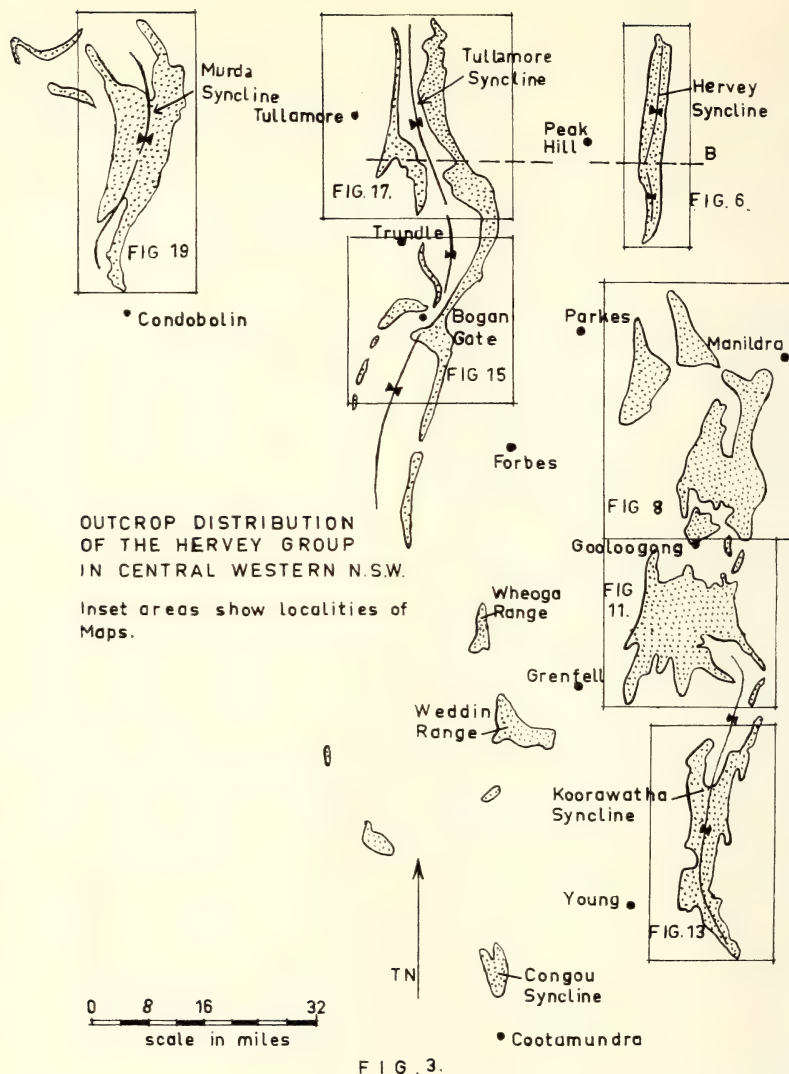 Murda
Syncline
Tullamore
Tullamore
Syncline
Peak
Hill
Hervey
Syncline
B
FIG. 17.
FIG. 6.
FIG 19
Trundle
Condobolin
Bogan
Gate
FIG 15
Parkes
Manildra
Forbes
FIG 8
OUTCROP DISTRIBUTION
OF THE HERVEY GROUP
IN CENTRAL WESTERN N.S.W.
Inset areas show localities of
Maps.
Gooloogong
FIG
11.
Wheoga
Range
Grenfell
Weddin
Range
Koorawatha
Syncline
Young
FIG. 13
TN
Congou
Syncline
0 8 16 32
scale in miles
Cootamundra
FIG. 3.